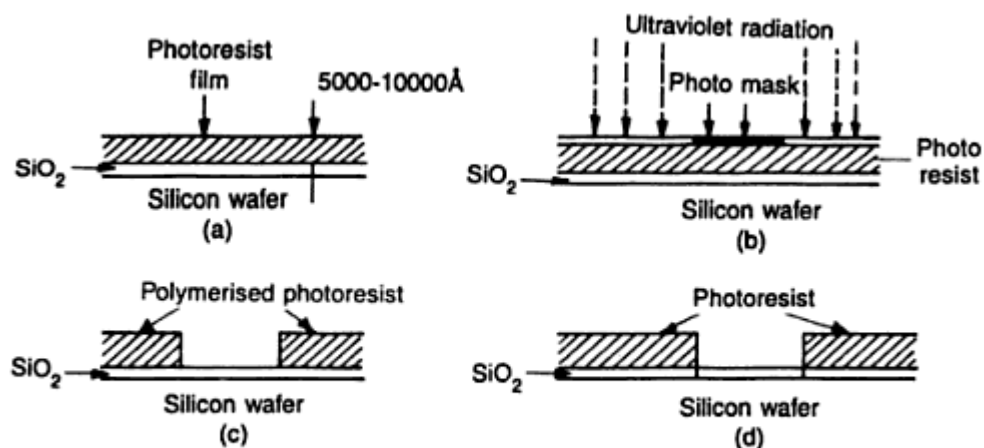 Photoresist
film
5000-10000Å
SiO2
Silicon wafer
(a)
Ultraviolet radiation
Photo mask
Photo
resist
SiO2
Silicon wafer
(b)
Polymerised photoresist
SiO2
Silicon wafer
(c)
Photoresist
SiO2
Silicon wafer
(d)